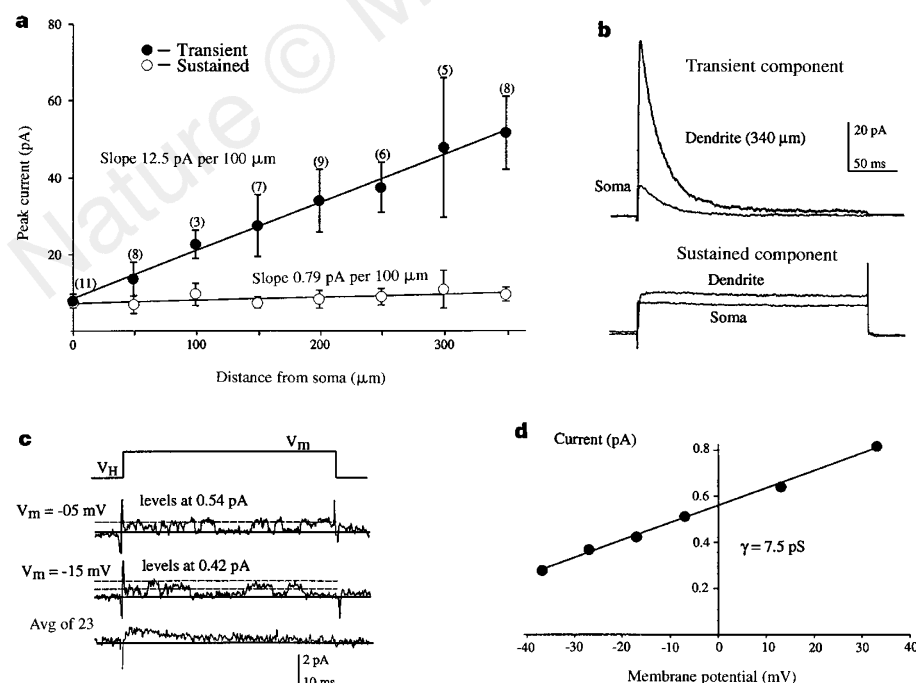 a
80
60
40
20
Peak current (pA)
● – Transient
○ – Sustained
Slope 12.5 pA per 100 μm
Slope 0.79 pA per 100 μm
(11)
(8)
(3)
(7)
(9)
(6)
(5)
(8)
0
100
200
300
Distance from soma (μm)
Nature © M
b
Transient component
Dendrite (340 μm)
20 pA
50 ms
Soma
Sustained component
Dendrite
Soma
c
Vm
VH
Vm = -05 mV
levels at 0.54 pA
Vm = -15 mV
levels at 0.42 pA
Avg of 23
2 pA
10 ms
d
Current (pA)
0.8
0.6
0.4
0.2
γ = 7.5 pS
-40
-30
-20
-10
0
10
20
30
40
Membrane potential (mV)